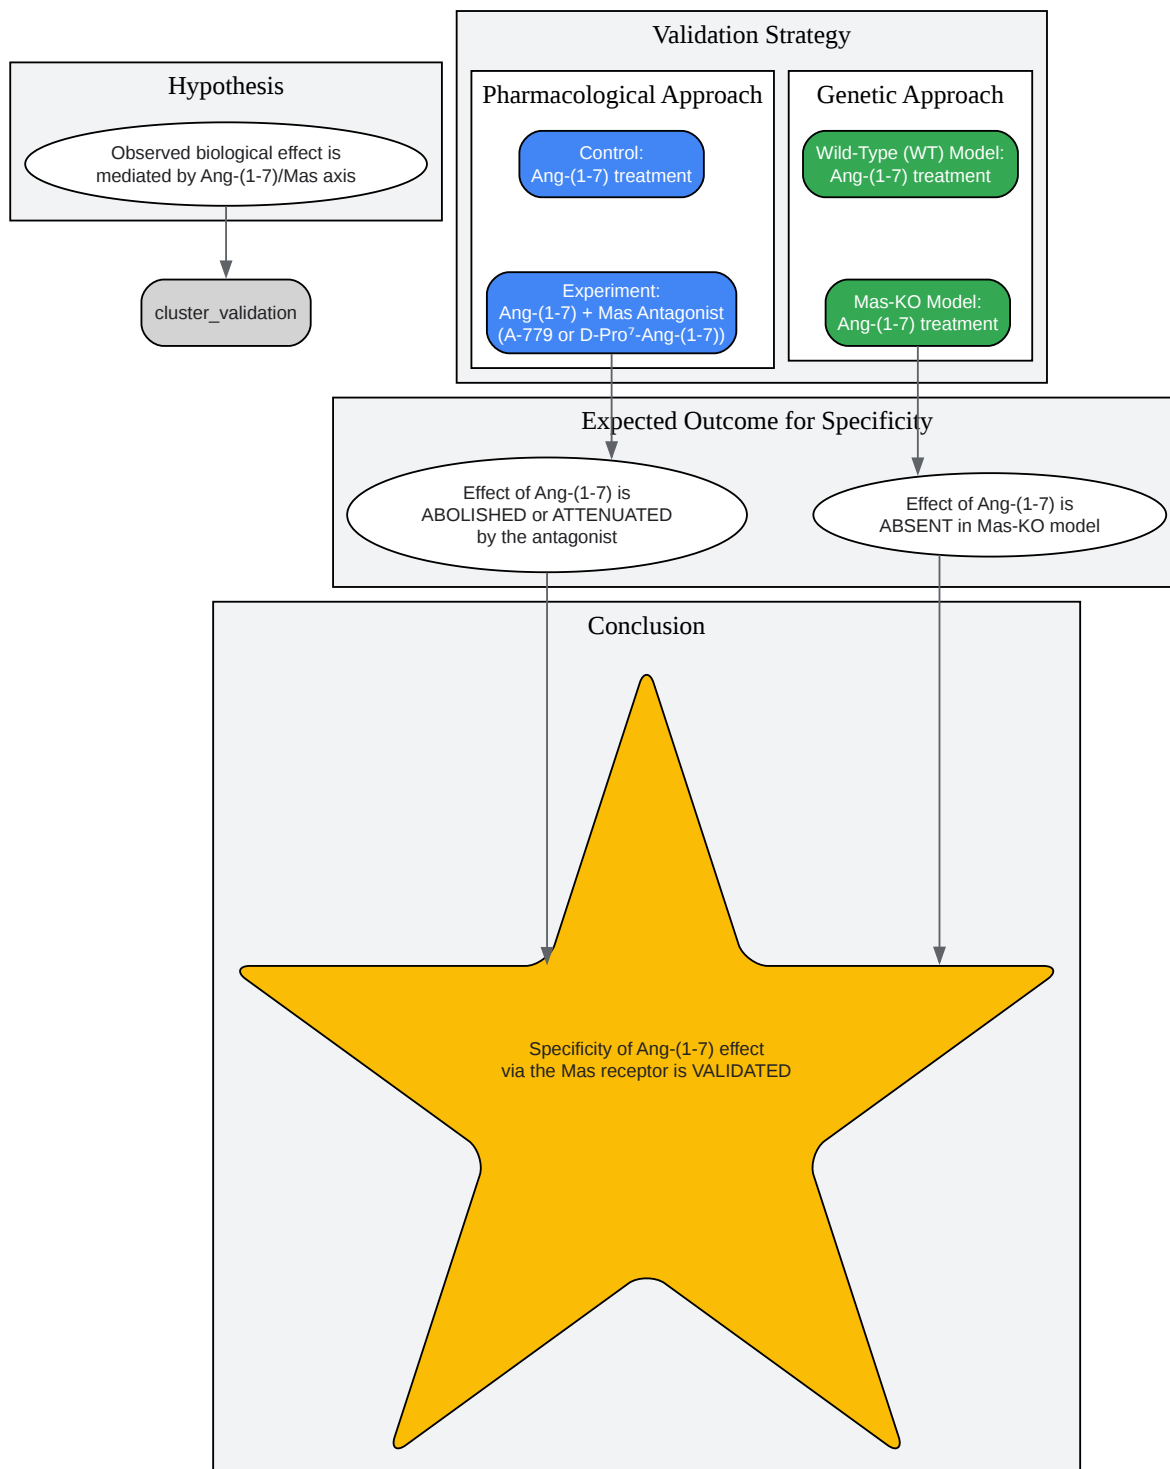 Validation Strategy
Hypothesis
Observed biological effect is
mediated by Ang-(1-7)/Mas axis
cluster_validation
Pharmacological Approach
Control:
Ang-(1-7) treatment
Experiment:
Ang-(1-7) + Mas Antagonist
(A-779 or D-Pro⁷-Ang-(1-7))
Genetic Approach
Wild-Type (WT) Model:
Ang-(1-7) treatment
Mas-KO Model:
Ang-(1-7) treatment
Expected Outcome for Specificity
Effect of Ang-(1-7) is
ABOLISHED or ATTENUATED
by the antagonist
Effect of Ang-(1-7) is
ABSENT in Mas-KO model
Conclusion
Specificity of Ang-(1-7) effect
via the Mas receptor is VALIDATED